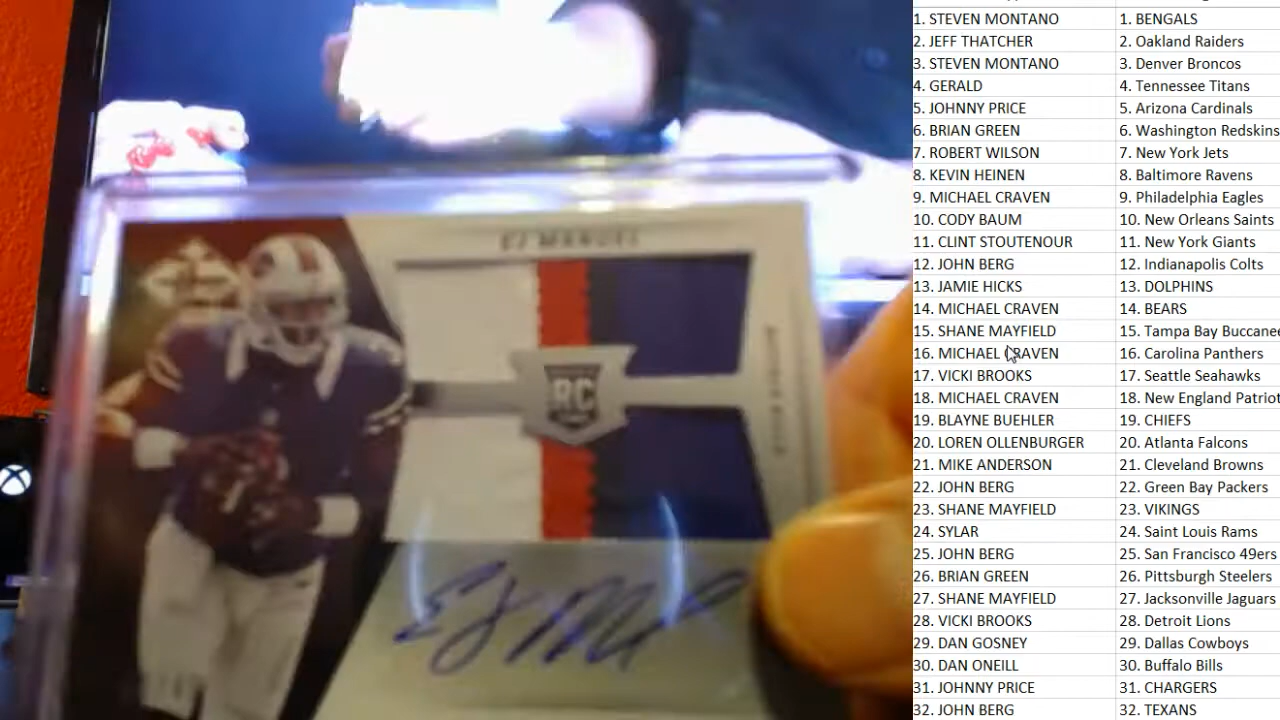 EJ MANUEL
RC
EJ Manuel
1. STEVEN MONTANO 1. BENGALS
2. JEFF THATCHER 2. Oakland Raiders
3. STEVEN MONTANO 3. Denver Broncos
4. GERALD 4. Tennessee Titans
5. JOHNNY PRICE 5. Arizona Cardinals
6. BRIAN GREEN 6. Washington Redskins
7. ROBERT WILSON 7. New York Jets
8. KEVIN HEINEN 8. Baltimore Ravens
9. MICHAEL CRAVEN 9. Philadelphia Eagles
10. CODY BAUM 10. New Orleans Saints
11. CLINT STOUTENOUR 11. New York Giants
12. JOHN BERG 12. Indianapolis Colts
13. JAMIE HICKS 13. DOLPHINS
14. MICHAEL CRAVEN 14. BEARS
15. SHANE MAYFIELD 15. Tampa Bay Buccanee
16. MICHAEL CRAVEN 16. Carolina Panthers
17. VICKI BROOKS 17. Seattle Seahawks
18. MICHAEL CRAVEN 18. New England Patriot
19. BLAYNE BUEHLER 19. CHIEFS
20. LOREN OLLENBURGER 20. Atlanta Falcons
21. MIKE ANDERSON 21. Cleveland Browns
22. JOHN BERG 22. Green Bay Packers
23. SHANE MAYFIELD 23. VIKINGS
24. SYLAR 24. Saint Louis Rams
25. JOHN BERG 25. San Francisco 49ers
26. BRIAN GREEN 26. Pittsburgh Steelers
27. SHANE MAYFIELD 27. Jacksonville Jaguars
28. VICKI BROOKS 28. Detroit Lions
29. DAN GOSNEY 29. Dallas Cowboys
30. DAN ONEILL 30. Buffalo Bills
31. JOHNNY PRICE 31. CHARGERS
32. JOHN BERG 32. TEXANS